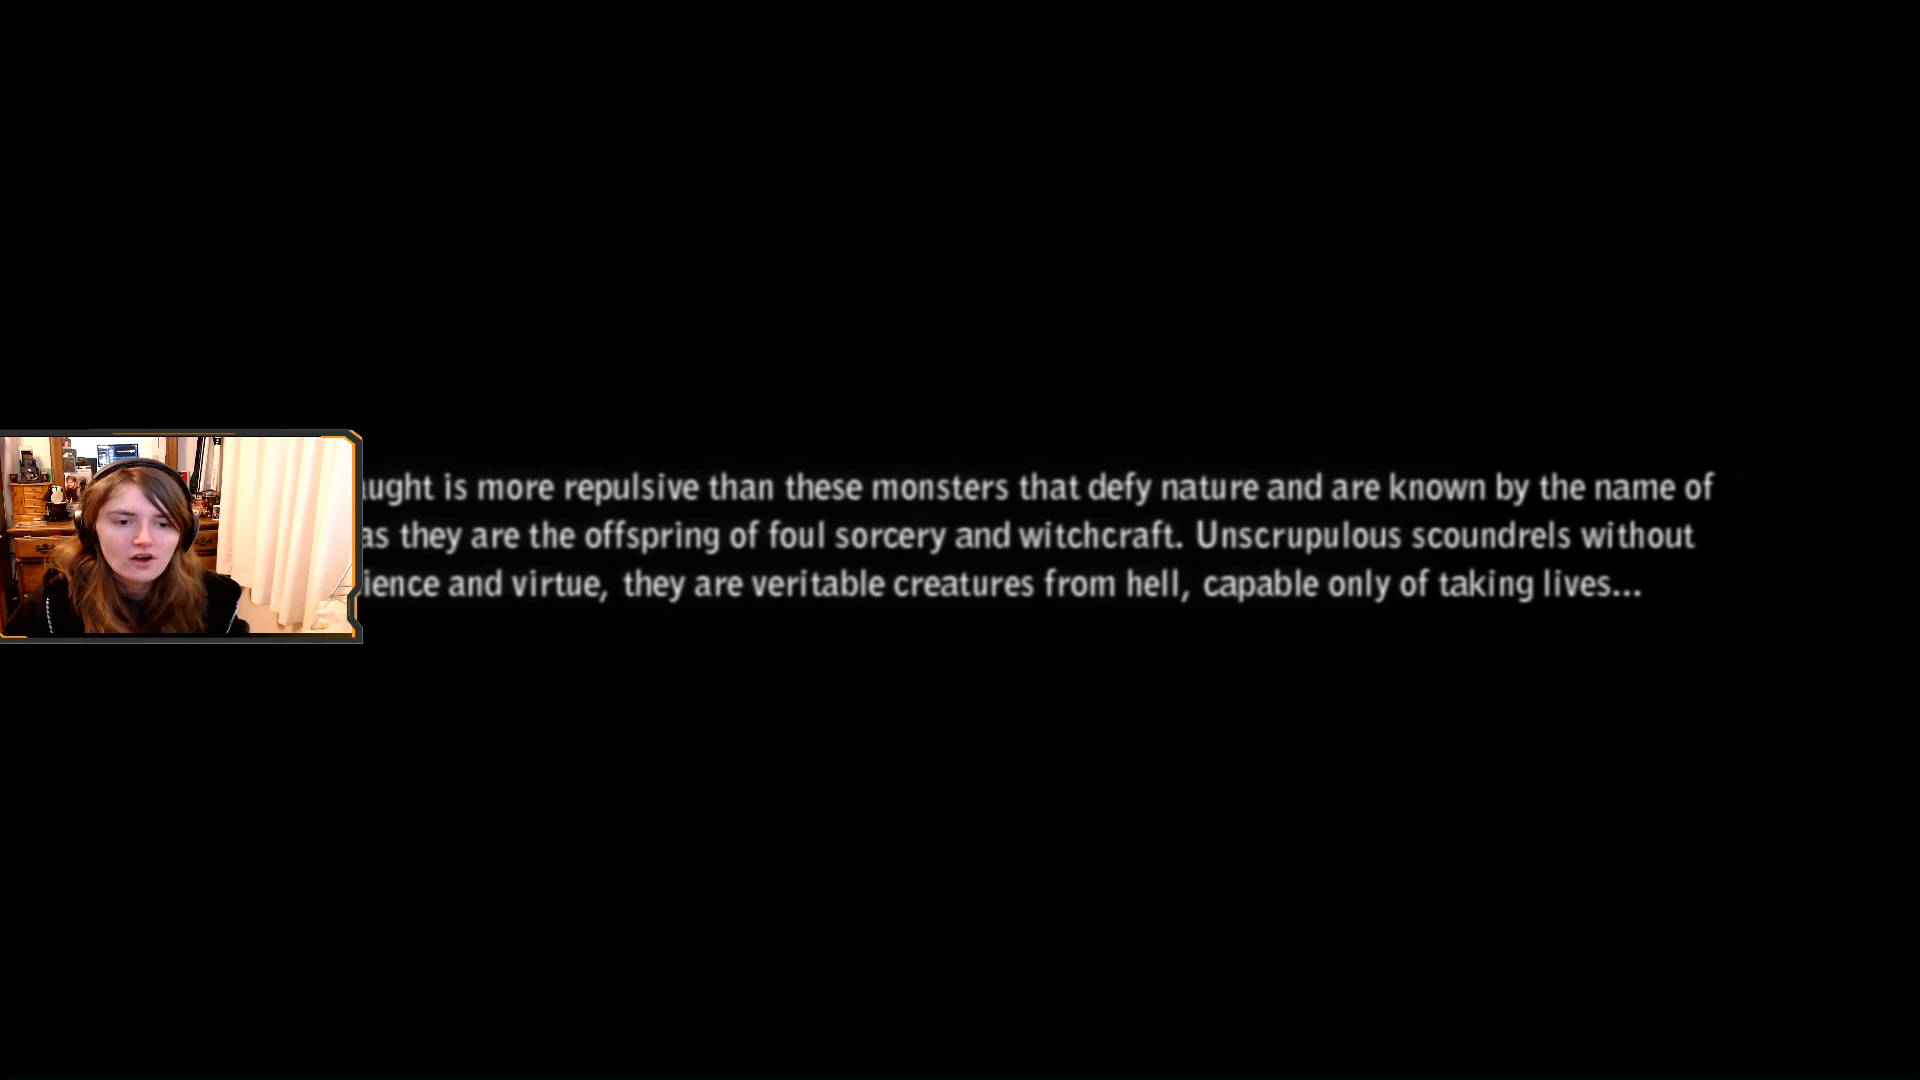 aught is more repulsive than these monsters that defy nature and are known by the name of
as they are the offspring of foul sorcery and witchcraft. Unscrupulous scoundrels without
ience and virtue, they are veritable creatures from hell, capable only of taking lives...